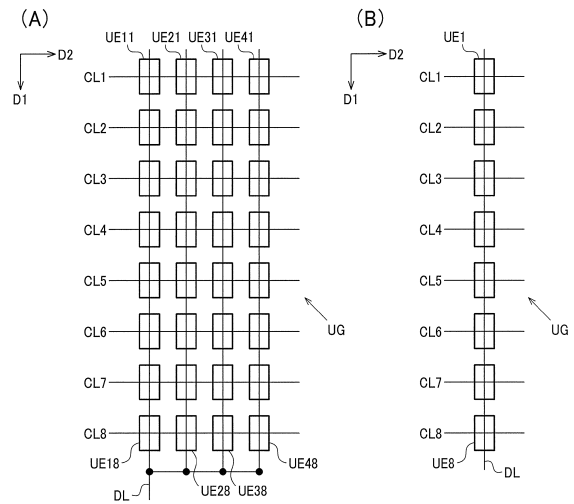 (A)
(B)
UE11 UE21 UE31 UE41
UE1
D2
D1
D2
D1
CL1
CL1
CL2
CL2
CL3
CL3
CL4
CL4
CL5
CL5
UG
UG
CL6
CL6
CL7
CL7
CL8
CL8
UE18
UE28 UE38
UE48
DL
UE8
DL